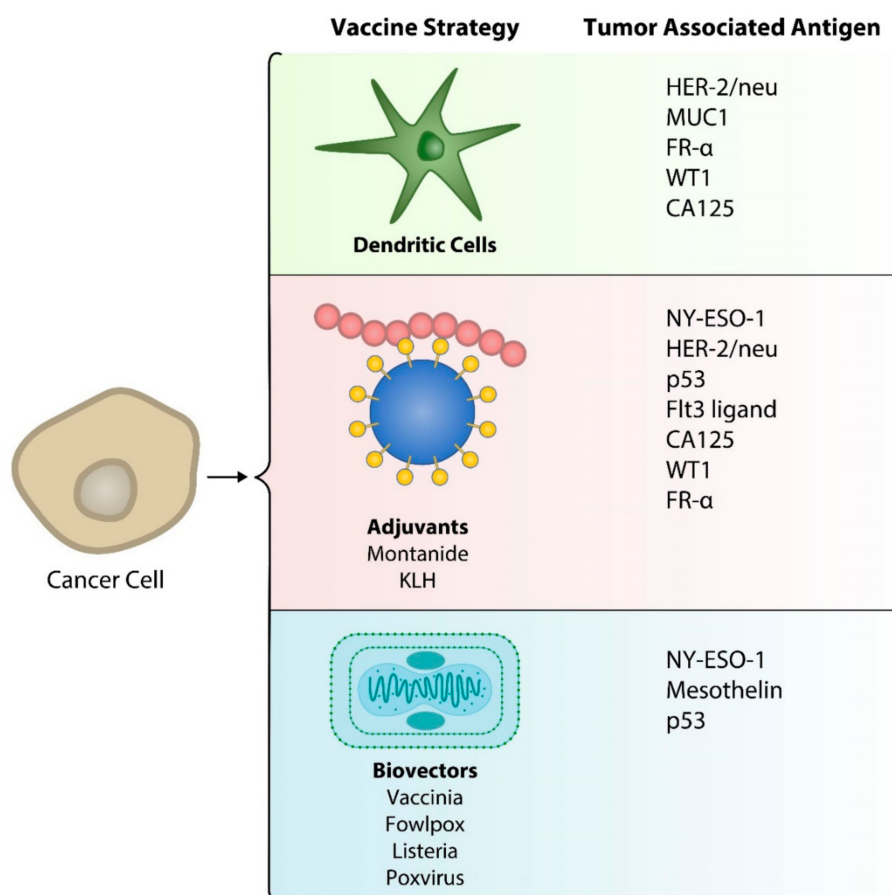 Vaccine Strategy
Tumor Associated Antigen
HER-2/neu
MUC1
FR-α
WT1
CA125
Dendritic Cells
NY-ESO-1
HER-2/neu
p53
Flt3 ligand
CA125
WT1
FR-α
Adjuvants
Montanide
KLH
Cancer Cell
NY-ESO-1
Mesothelin
p53
Biovectors
Vaccinia
Fowlpox
Listeria
Poxvirus